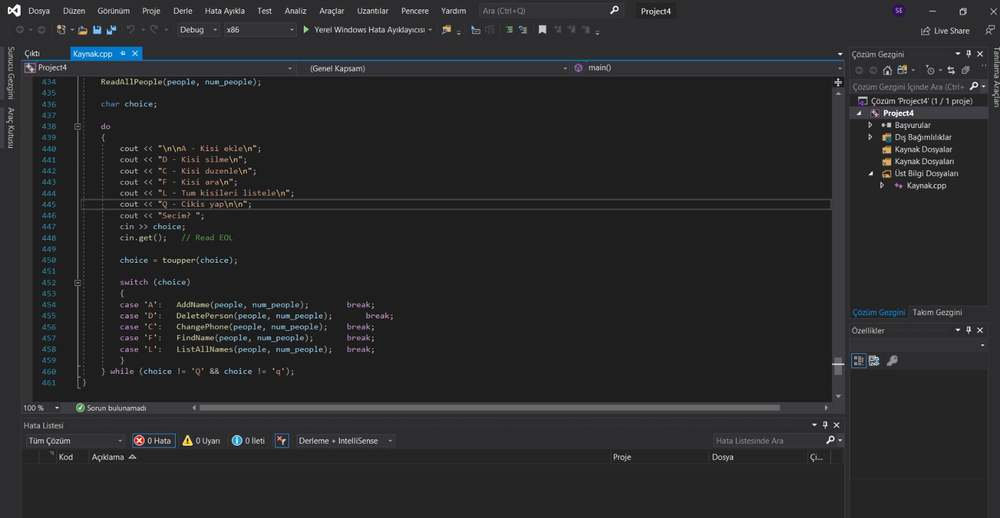 Dosya Düzen Görünüm Proje Derle Hata Ayıkla Test Analiz Araçlar Uzantılar Pencere Yardım Ara (Ctrl+Q) Project4 SE
Debug x86 Yerel Windows Hata Ayıklayıcısı Live Share
Sunucu Gezgini
Araç Kutusu
Çıktı Kaynak.cpp
Project4 (Genel Kapsam) main()
434 ReadAllPeople(people, num_people);
435
436 char choice;
437
438 do
439 {
440 cout << "\n\nA - Kisi ekle\n";
441 cout << "D - Kisi silme\n";
442 cout << "C - Kisi duzenle\n";
443 cout << "F - Kisi ara\n";
444 cout << "L - Tum kisileri listele\n";
445 cout << "Q - Cikis yap\n\n";
446 cout << "Secim? ";
447 cin >> choice;
448 cin.get(); // Read EOL
449
450 choice = toupper(choice);
451
452 switch (choice)
453 {
454 case 'A': AddName(people, num_people); break;
455 case 'D': DeletePerson(people, num_people); break;
456 case 'C': ChangePhone(people, num_people); break;
457 case 'F': FindName(people, num_people); break;
458 case 'L': ListAllNames(people, num_people); break;
459 }
460 } while (choice != 'Q' && choice != 'q');
461 }
100 % Sorun bulunamadı
Hata Listesi
Tüm Çözüm 0 Hata 0 Uyarı 0 İleti Derleme + IntelliSense Hata Listesinde Ara
Kod Açıklama Proje Dosya Çi...
Çözüm Gezgini
Çözüm Gezgini İçinde Ara (Ctrl+
Çözüm 'Project4' (1 / 1 proje)
Project4
Başvurular
Dış Bağımlılıklar
Kaynak Dosyalar
Kaynak Dosyaları
Üst Bilgi Dosyaları
Kaynak.cpp
Çözüm Gezgini Takım Gezgini
Özellikler
Tanılama Araçları